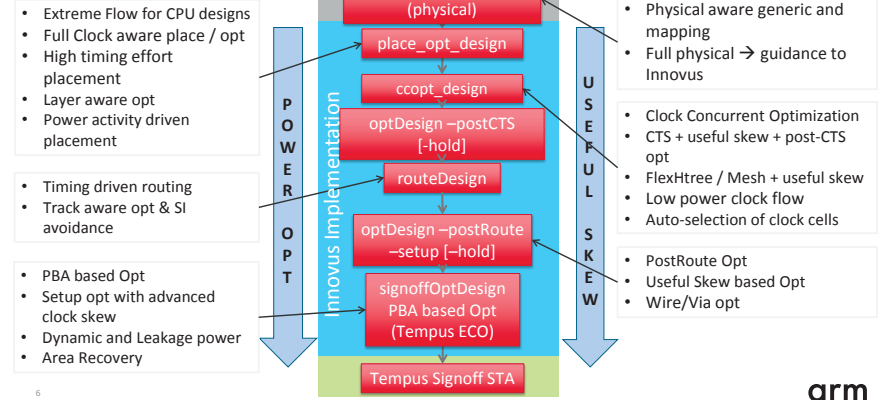 • Extreme Flow for CPU designs
• Full Clock aware place / opt
• High timing effort
placement
• Layer aware opt
• Power activity driven
placement
• Timing driven routing
• Track aware opt & SI
avoidance
• PBA based Opt
• Setup opt with advanced
clock skew
• Dynamic and Leakage power
• Area Recovery
POWER OPT
Innovus Implementation
(physical)
place_opt_design
ccopt_design
optDesign –postCTS
[-hold]
routeDesign
optDesign –postRoute
–setup [–hold]
signoffOptDesign
PBA based Opt
(Tempus ECO)
Tempus Signoff STA
USEFUL SKEW
• Physical aware generic and
mapping
• Full physical → guidance to
Innovus
• Clock Concurrent Optimization
• CTS + useful skew + post-CTS
opt
• FlexHtree / Mesh + useful skew
• Low power clock flow
• Auto-selection of clock cells
• PostRoute Opt
• Useful Skew based Opt
• Wire/Via opt
6
arm